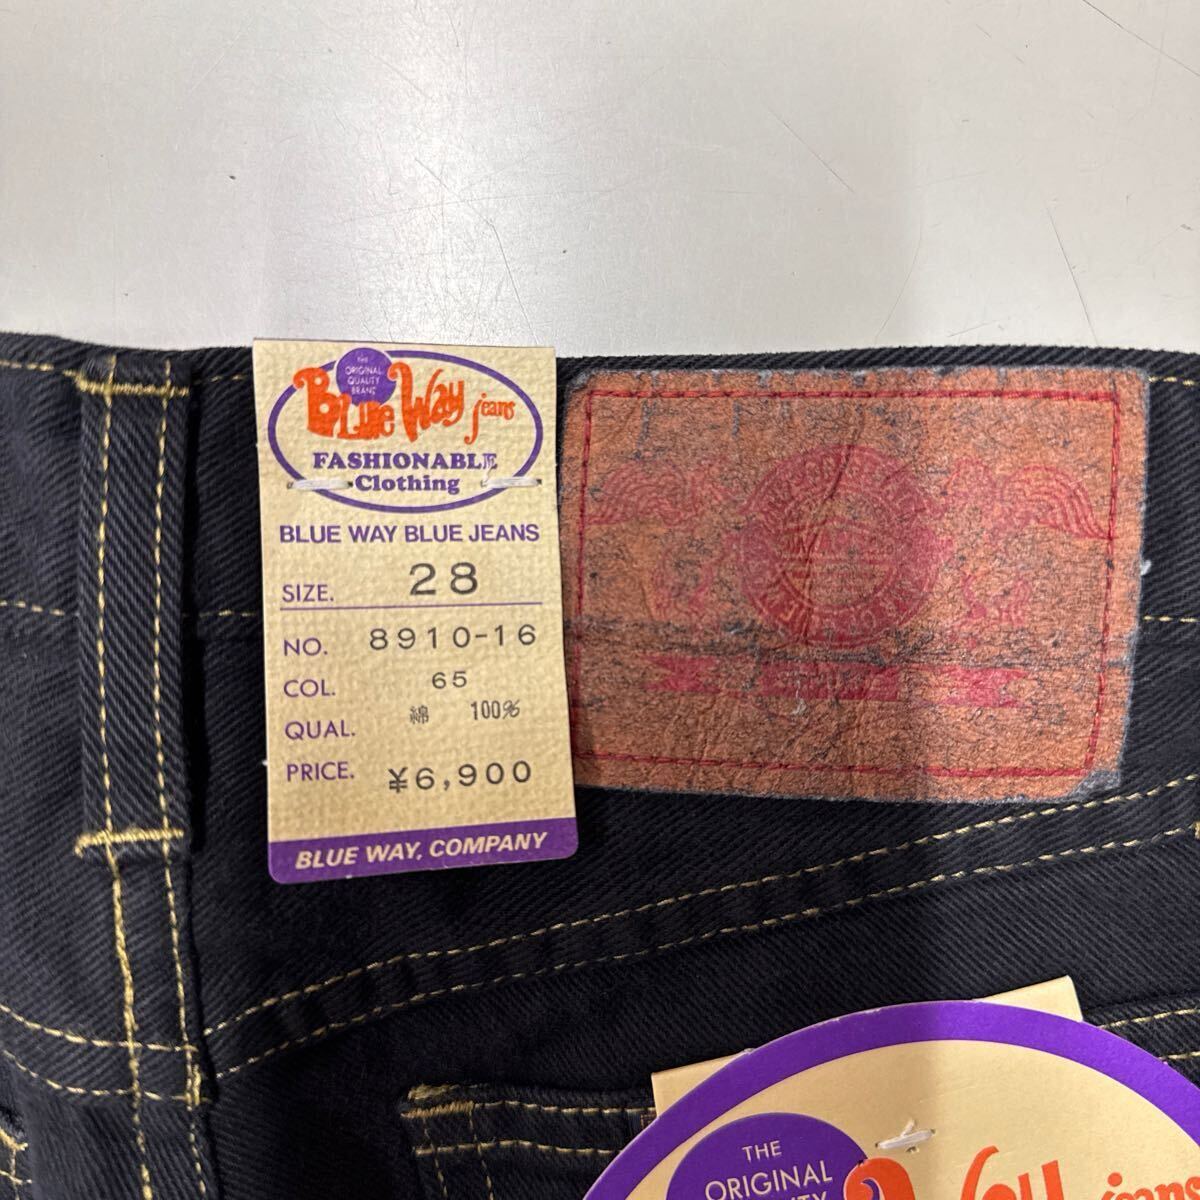 THE
ORIGINAL
QUALITY
BRAND
BLUE WAY jeans
FASHIONABLE
Clothing
BLUE WAY BLUE JEANS
SIZE. 28
NO. 8910-16
COL. 65
QUAL. 綿 100%
PRICE. ¥6,900
BLUE WAY, COMPANY
THE
ORIGINAL
jeans